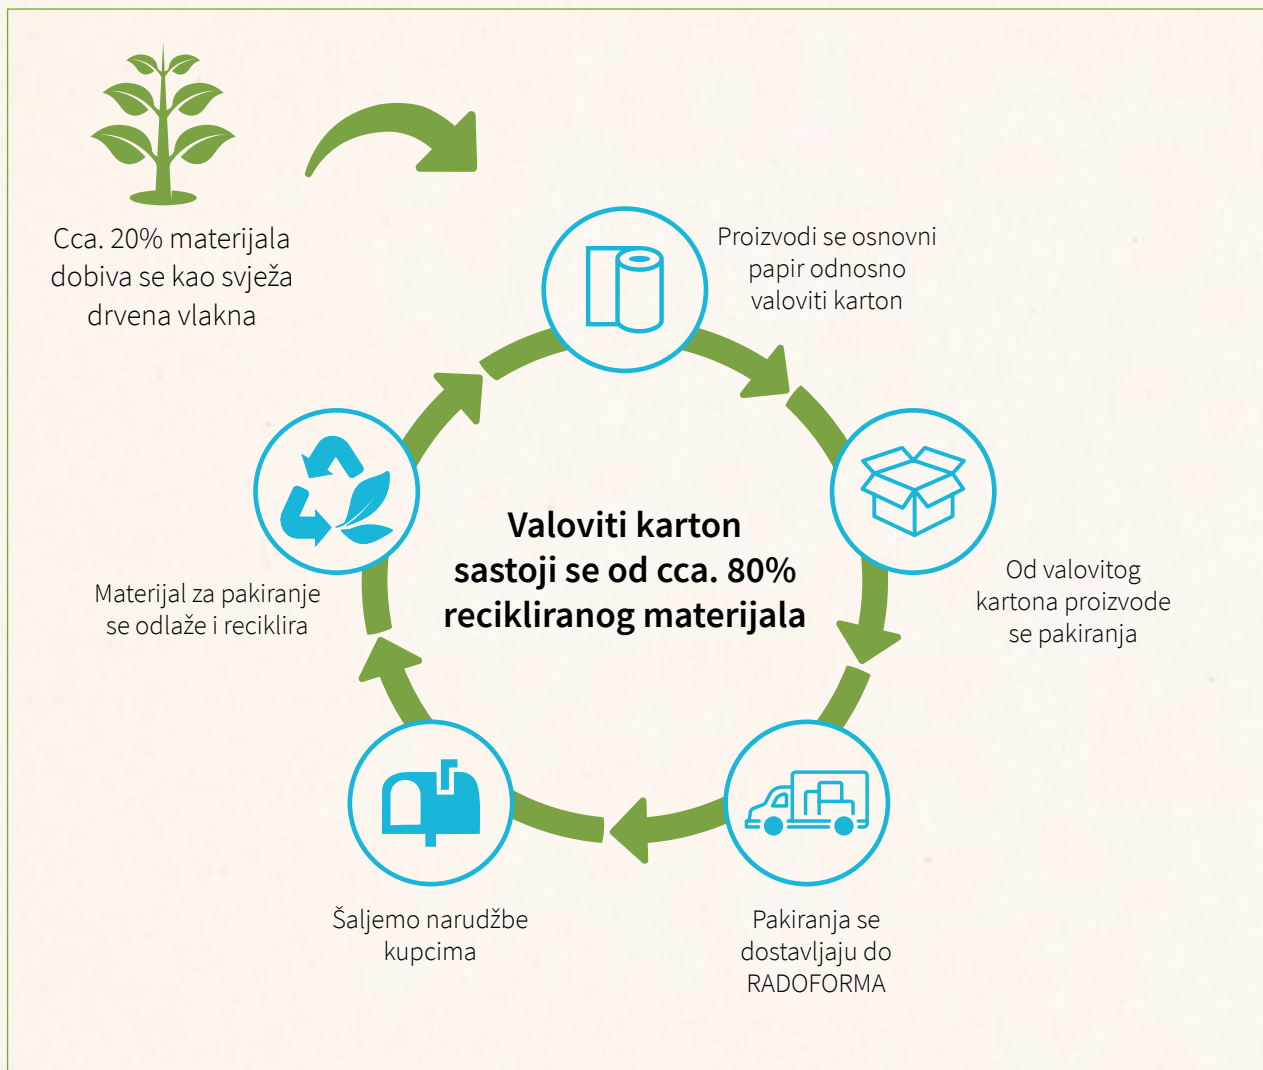 Cca. 20% materijala
dobiva se kao svježa
drvena vlakna
Proizvodi se osnovni
papir odnosno
valoviti karton
Od valovitog
kartona proizvode
se pakiranja
Pakiranja se
dostavljaju do
RADOFORMA
Šaljemo narudžbe
kupcima
Materijal za pakiranje
se odlaže i reciklira
Valoviti karton
sastoji se od cca. 80%
recikliranog materijala